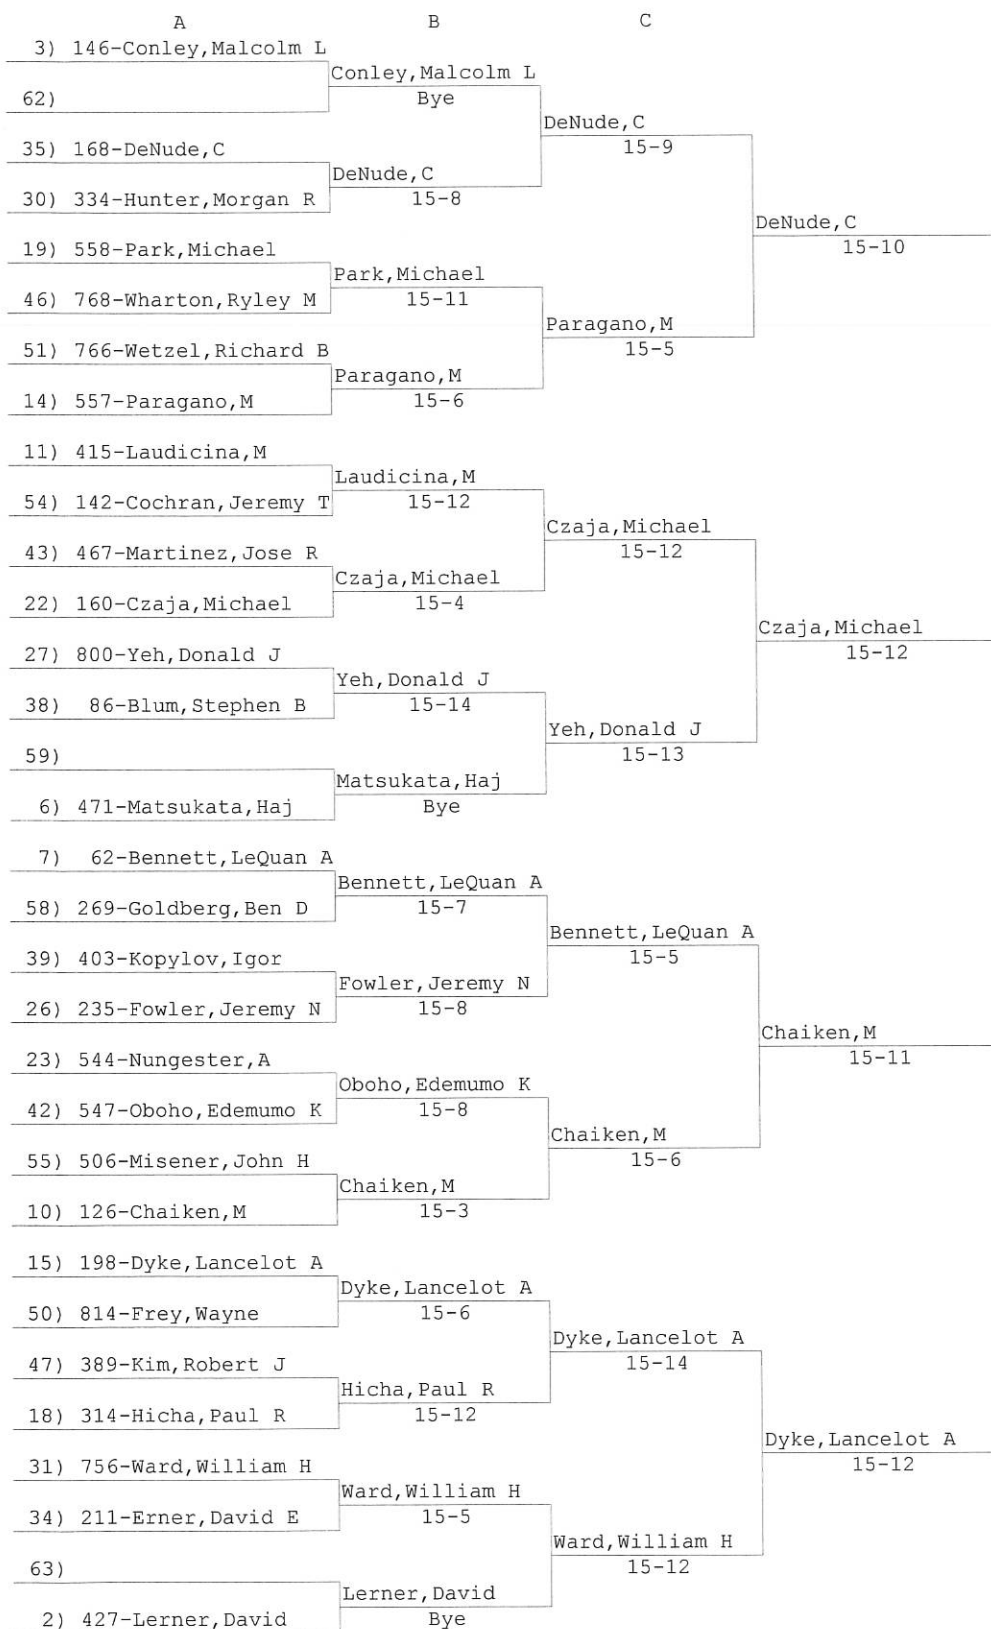 A B C
3) 146-Conley,Malcolm L
Conley,Malcolm L
62)
Bye
DeNude,C
35) 168-DeNude,C
15-9
DeNude,C
30) 334-Hunter,Morgan R
15-8
DeNude,C
19) 558-Park,Michael
15-10
Park,Michael
46) 768-Wharton,Ryley M
15-11
Paragano,M
51) 766-Wetzel,Richard B
15-5
Paragano,M
14) 557-Paragano,M
15-6
11) 415-Laudicina,M
Laudicina,M
54) 142-Cochran,Jeremy T
15-12
Czaja,Michael
43) 467-Martinez,Jose R
15-12
Czaja,Michael
22) 160-Czaja,Michael
15-4
Czaja,Michael
27) 800-Yeh,Donald J
15-12
Yeh,Donald J
38) 86-Blum,Stephen B
15-14
Yeh,Donald J
59)
15-13
Matsukata,Haj
6) 471-Matsukata,Haj
Bye
7) 62-Bennett,LeQuan A
Bennett,LeQuan A
58) 269-Goldberg,Ben D
15-7
Bennett,LeQuan A
39) 403-Kopylov,Igor
15-5
Fowler,Jeremy N
26) 235-Fowler,Jeremy N
15-8
Chaiken,M
23) 544-Nungester,A
15-11
Oboho,Edemumo K
42) 547-Oboho,Edemumo K
15-8
Chaiken,M
55) 506-Misener,John H
15-6
Chaiken,M
10) 126-Chaiken,M
15-3
15) 198-Dyke,Lancelot A
Dyke,Lancelot A
50) 814-Frey,Wayne
15-6
Dyke,Lancelot A
47) 389-Kim,Robert J
15-14
Hicha,Paul R
18) 314-Hicha,Paul R
15-12
Dyke,Lancelot A
31) 756-Ward,William H
15-12
Ward,William H
34) 211-Erner,David E
15-5
Ward,William H
63)
15-12
Lerner,David
2) 427-Lerner,David
Bye